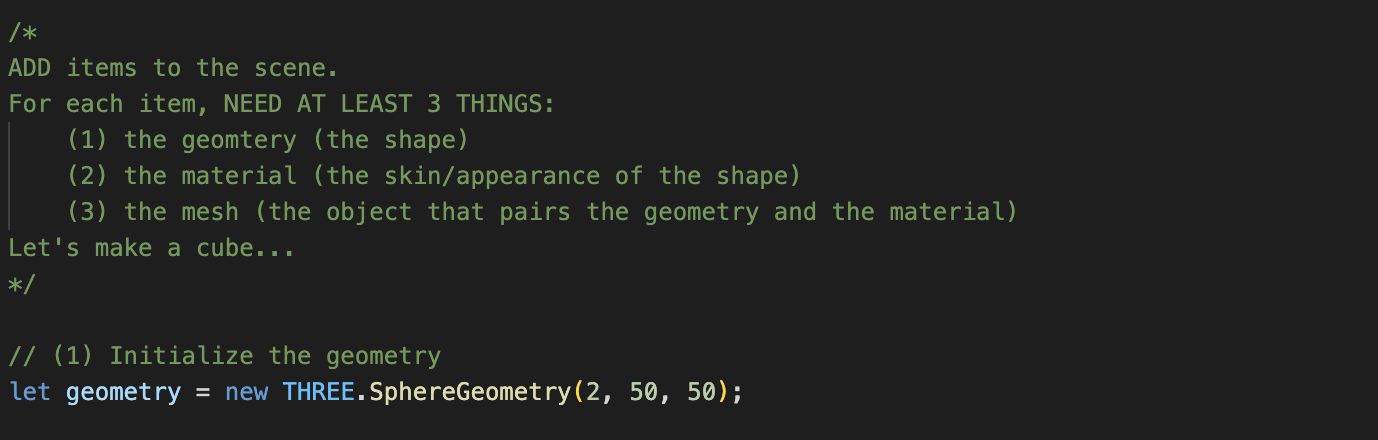 /*
ADD items to the scene.
For each item, NEED AT LEAST 3 THINGS:
(1) the geomtery (the shape)
(2) the material (the skin/appearance of the shape)
(3) the mesh (the object that pairs the geometry and the material)
Let's make a cube...
*/
// (1) Initialize the geometry
let geometry = new THREE.SphereGeometry(2, 50, 50);